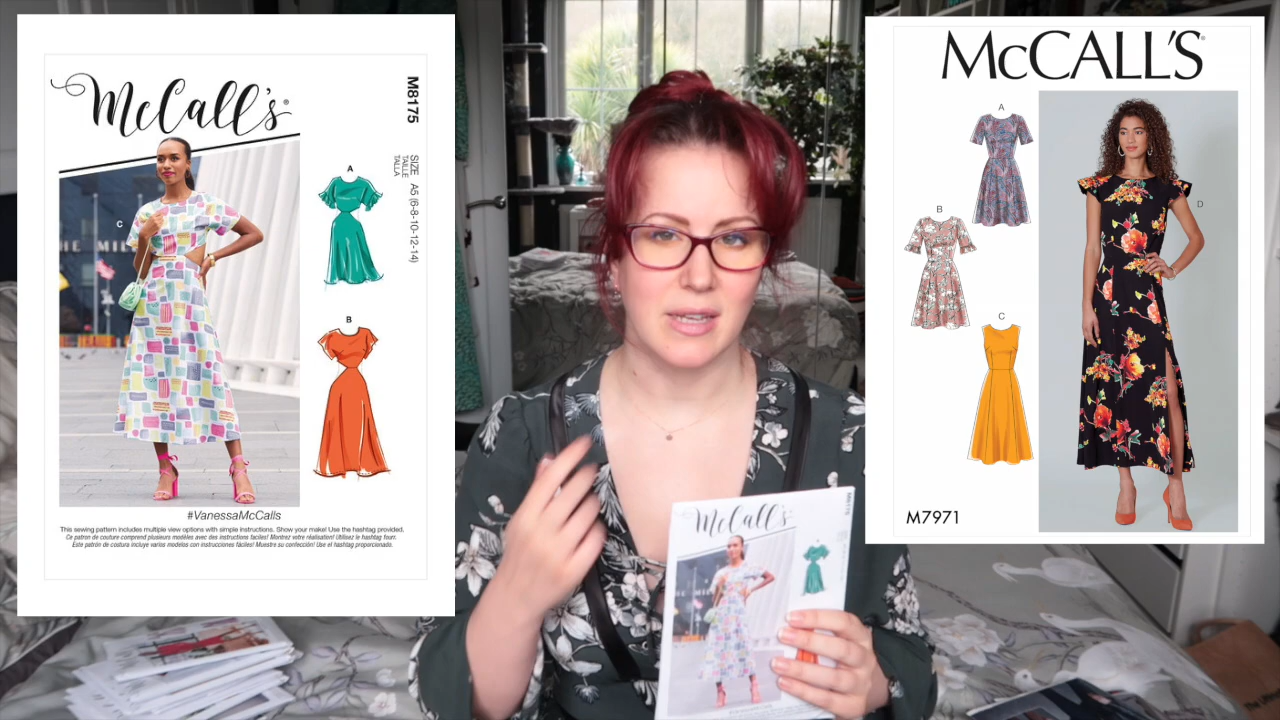 McCall's®
M8175
SIZE A5 (6-8-10-12-14)
TAILLE
TALLA
A
C
B
#VanessaMcCalls
This sewing pattern includes multiple view options with simple instructions. Show your make! Use the hashtag provided.
Ce patron de couture comprend plusieurs modèles avec des instructions faciles! Montrez votre réalisation! Utilisez le hashtag fourni.
Este patrón de costura incluye varios modelos con instrucciones fáciles! Muestre su confección! Use el hashtag proporcionado.
McCall's
M8175
#VanessaMcCalls
McCALL'S®
A
B
C
D
M7971